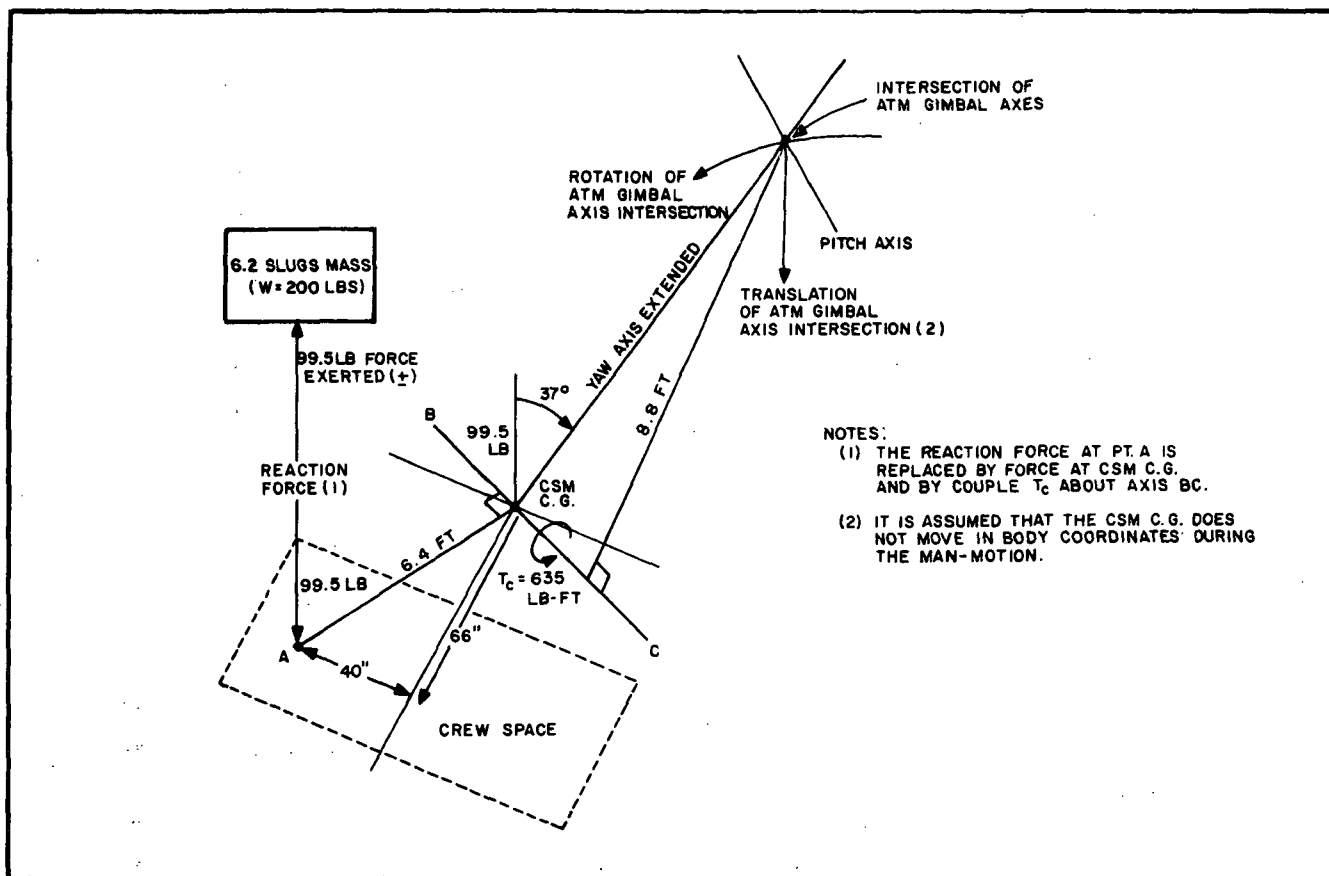 INTERSECTION OF
ATM GIMBAL AXES
ROTATION OF
ATM GIMBAL
AXIS INTERSECTION
PITCH AXIS
6.2 SLUGS MASS
(W=200 LBS)
TRANSLATION
OF ATM GIMBAL
AXIS INTERSECTION (2)
YAW AXIS EXTENDED
99.5LB FORCE
EXERTED (±)
37°
8.8 FT
B
99.5
LB
REACTION
FORCE (1)
CSM
C.G.
6.4 FT
NOTES:
(1) THE REACTION FORCE AT PT. A IS
REPLACED BY FORCE AT CSM C.G.
AND BY COUPLE Tc ABOUT AXIS BC.
(2) IT IS ASSUMED THAT THE CSM C.G. DOES
NOT MOVE IN BODY COORDINATES DURING
THE MAN-MOTION.
Tc = 635
LB-FT
99.5 LB
66"
A
C
40"
CREW SPACE